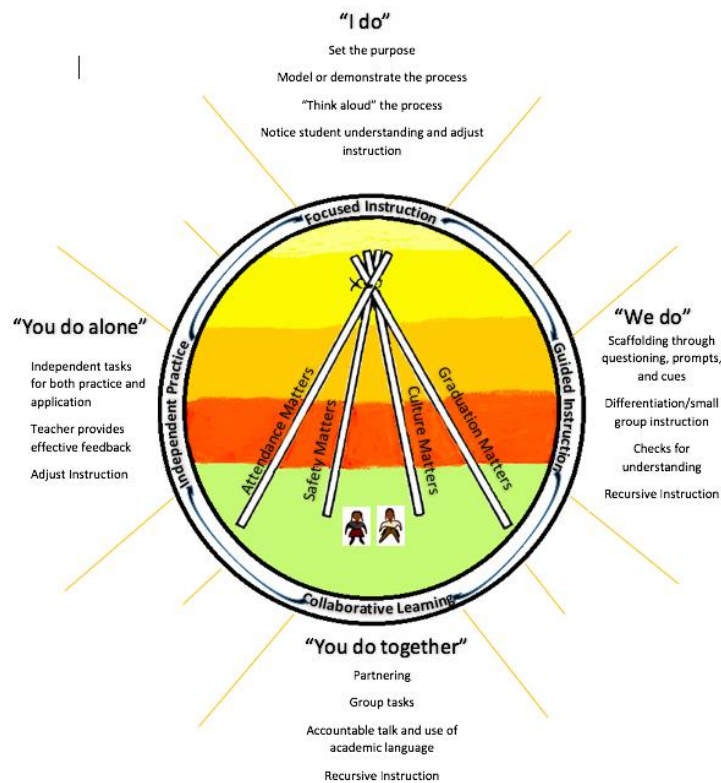 “I do”
Set the purpose
Model or demonstrate the process
“Think aloud” the process
Notice student understanding and adjust
instruction
Focused Instruction
“You do alone”
Independent tasks
for both practice and
application
Teacher provides
effective feedback
Adjust Instruction
Independent Practice
Attendance Matters
Safety Matters
Culture Matters
Graduation Matters
Guided Instruction
“We do”
Scaffolding through
questioning, prompts,
and cues
Differentiation/small
group instruction
Checks for
understanding
Recursive Instruction
Collaborative Learning
“You do together”
Partnering
Group tasks
Accountable talk and use of
academic language
Recursive Instruction